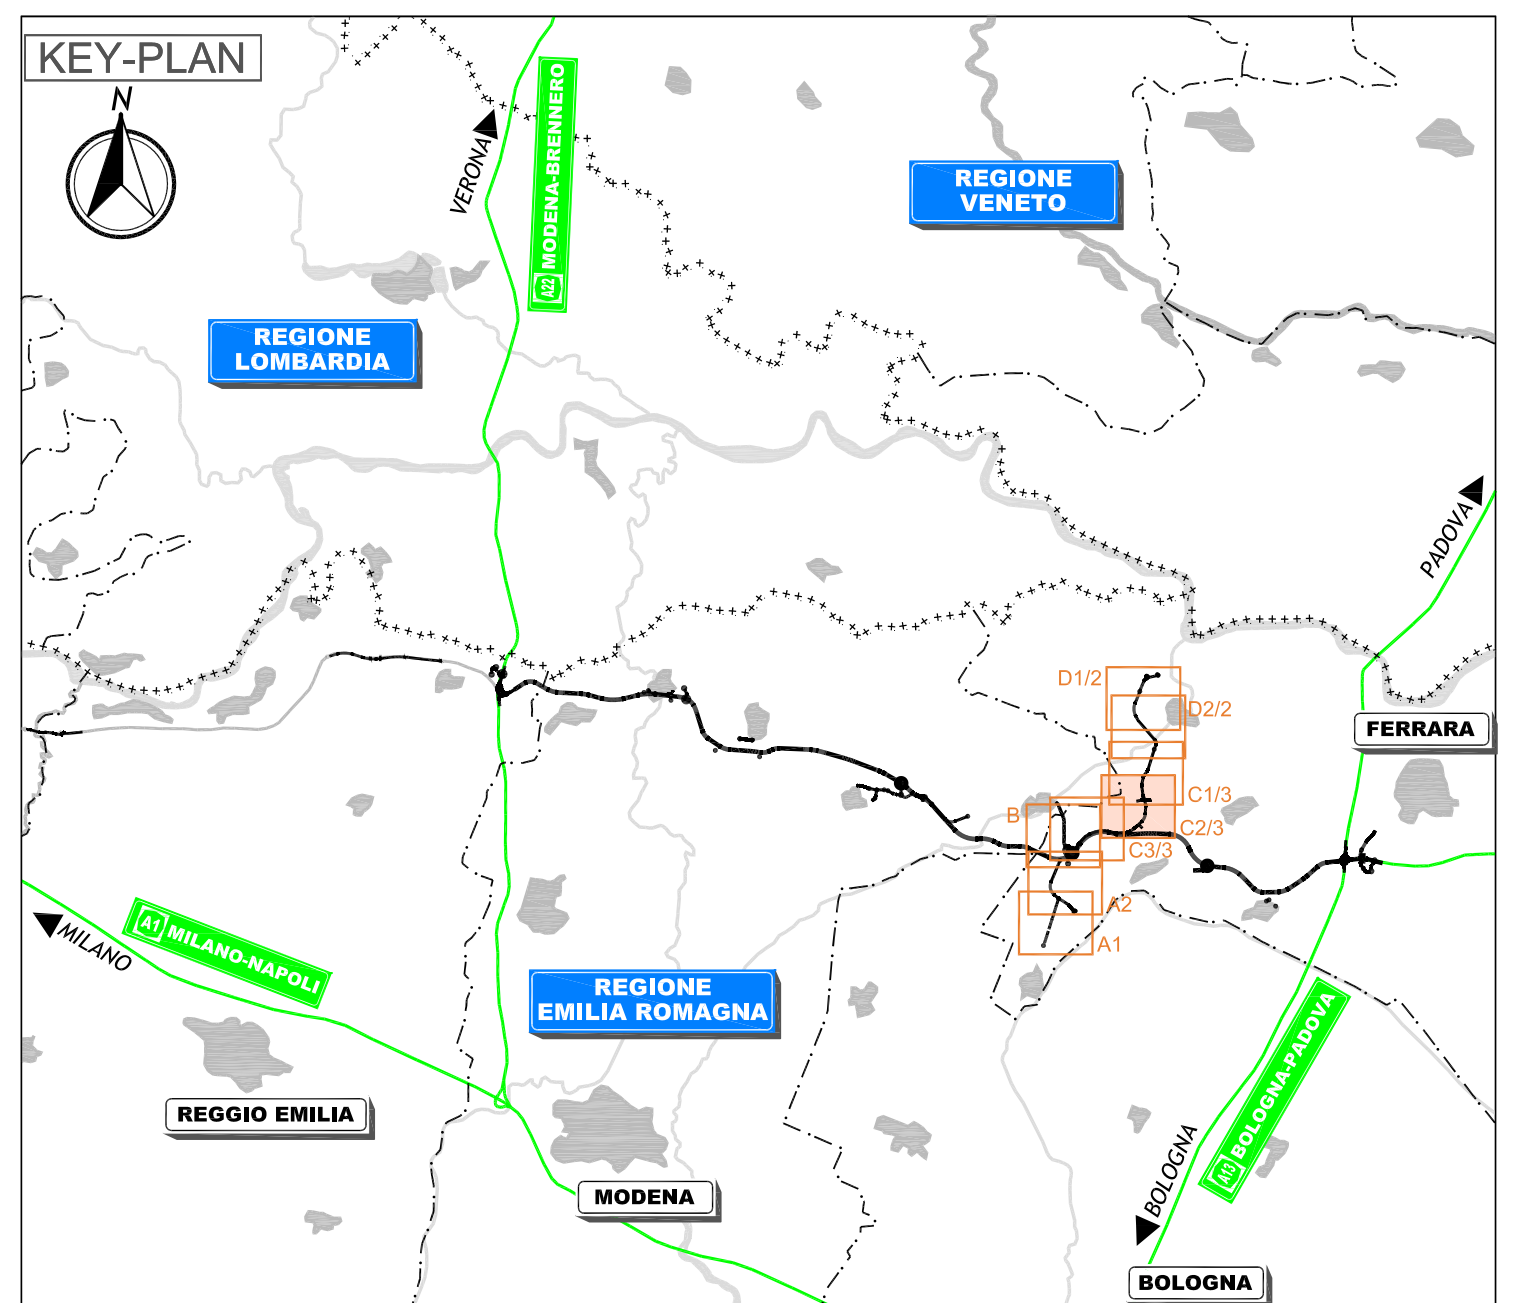 KEY-PLAN
N
VERONA
A22 MODENA-BRENNERO
REGIONE
VENETO
REGIONE
LOMBARDIA
PADOVA
D1/2
D2/2
FERRARA
C1/3
B
C2/3
C3/3
A2
A1
MILANO
A1 MILANO-NAPOLI
REGIONE
EMILIA ROMAGNA
A13 BOLOGNA-PADOVA
REGGIO EMILIA
BOLOGNA
MODENA
BOLOGNA